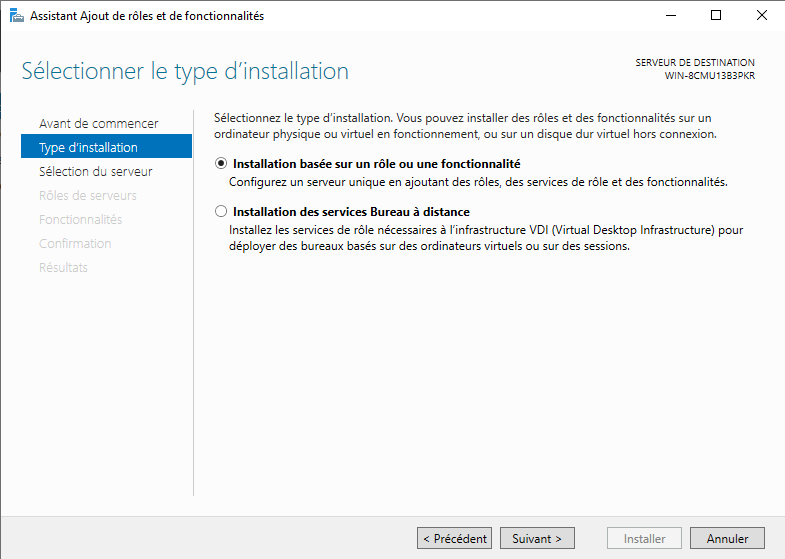 Assistant Ajout de rôles et de fonctionnalités
Sélectionner le type d’installation
SERVEUR DE DESTINATION
WIN-8CMU13B3PKR
Avant de commencer
Type d’installation
Sélection du serveur
Rôles de serveurs
Fonctionnalités
Confirmation
Résultats
Sélectionnez le type d’installation. Vous pouvez installer des rôles et des fonctionnalités sur un
ordinateur physique ou virtuel en fonctionnement, ou sur un disque dur virtuel hors connexion.
Installation basée sur un rôle ou une fonctionnalité
Configurez un serveur unique en ajoutant des rôles, des services de rôle et des fonctionnalités.
Installation des services Bureau à distance
Installez les services de rôle nécessaires à l’infrastructure VDI (Virtual Desktop Infrastructure) pour
déployer des bureaux basés sur des ordinateurs virtuels ou sur des sessions.
< Précédent
Suivant >
Installer
Annuler